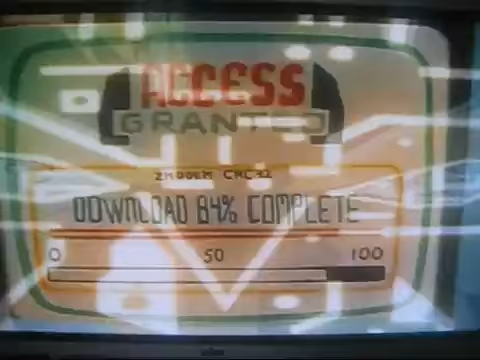 ACCESS
GRANTED
ZMODEM CRC32
DOWNLOAD 84% COMPLETE
0 50 100